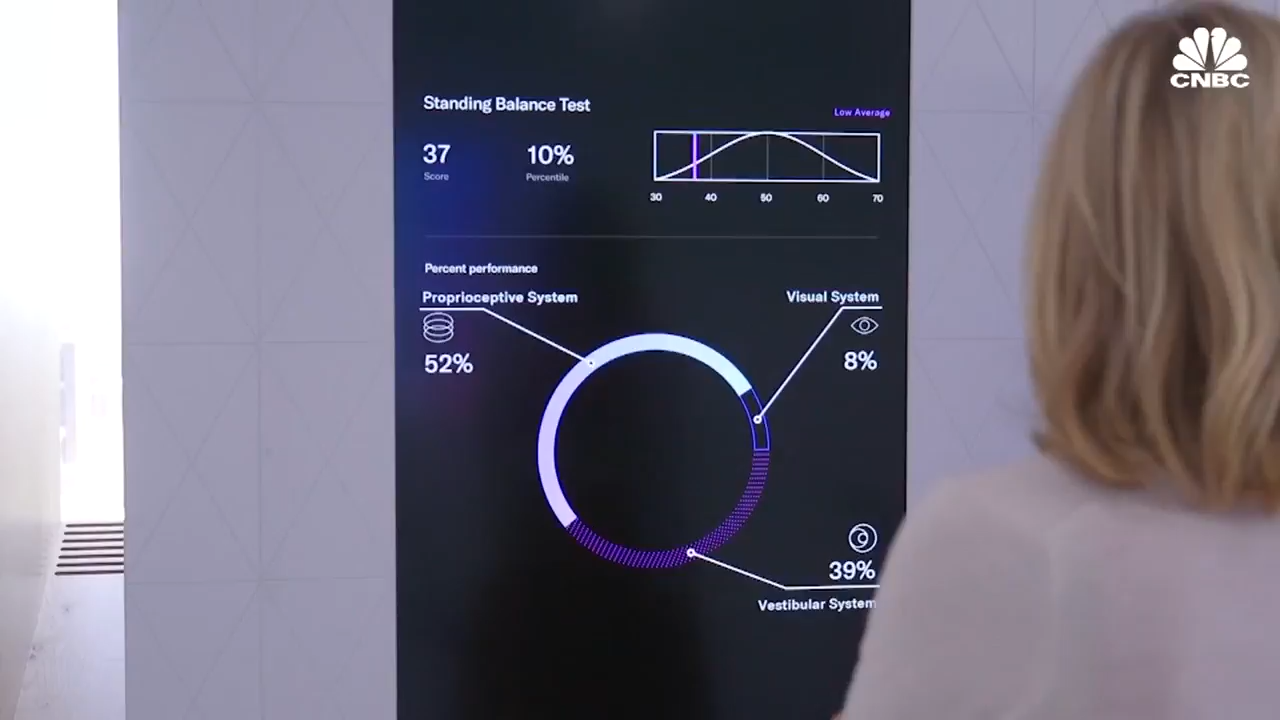 CNBC
Standing Balance Test
Low Average
37
10%
Score
Percentile
30 40 50 60 70
Percent performance
Proprioceptive System
Visual System
52%
8%
39%
Vestibular System